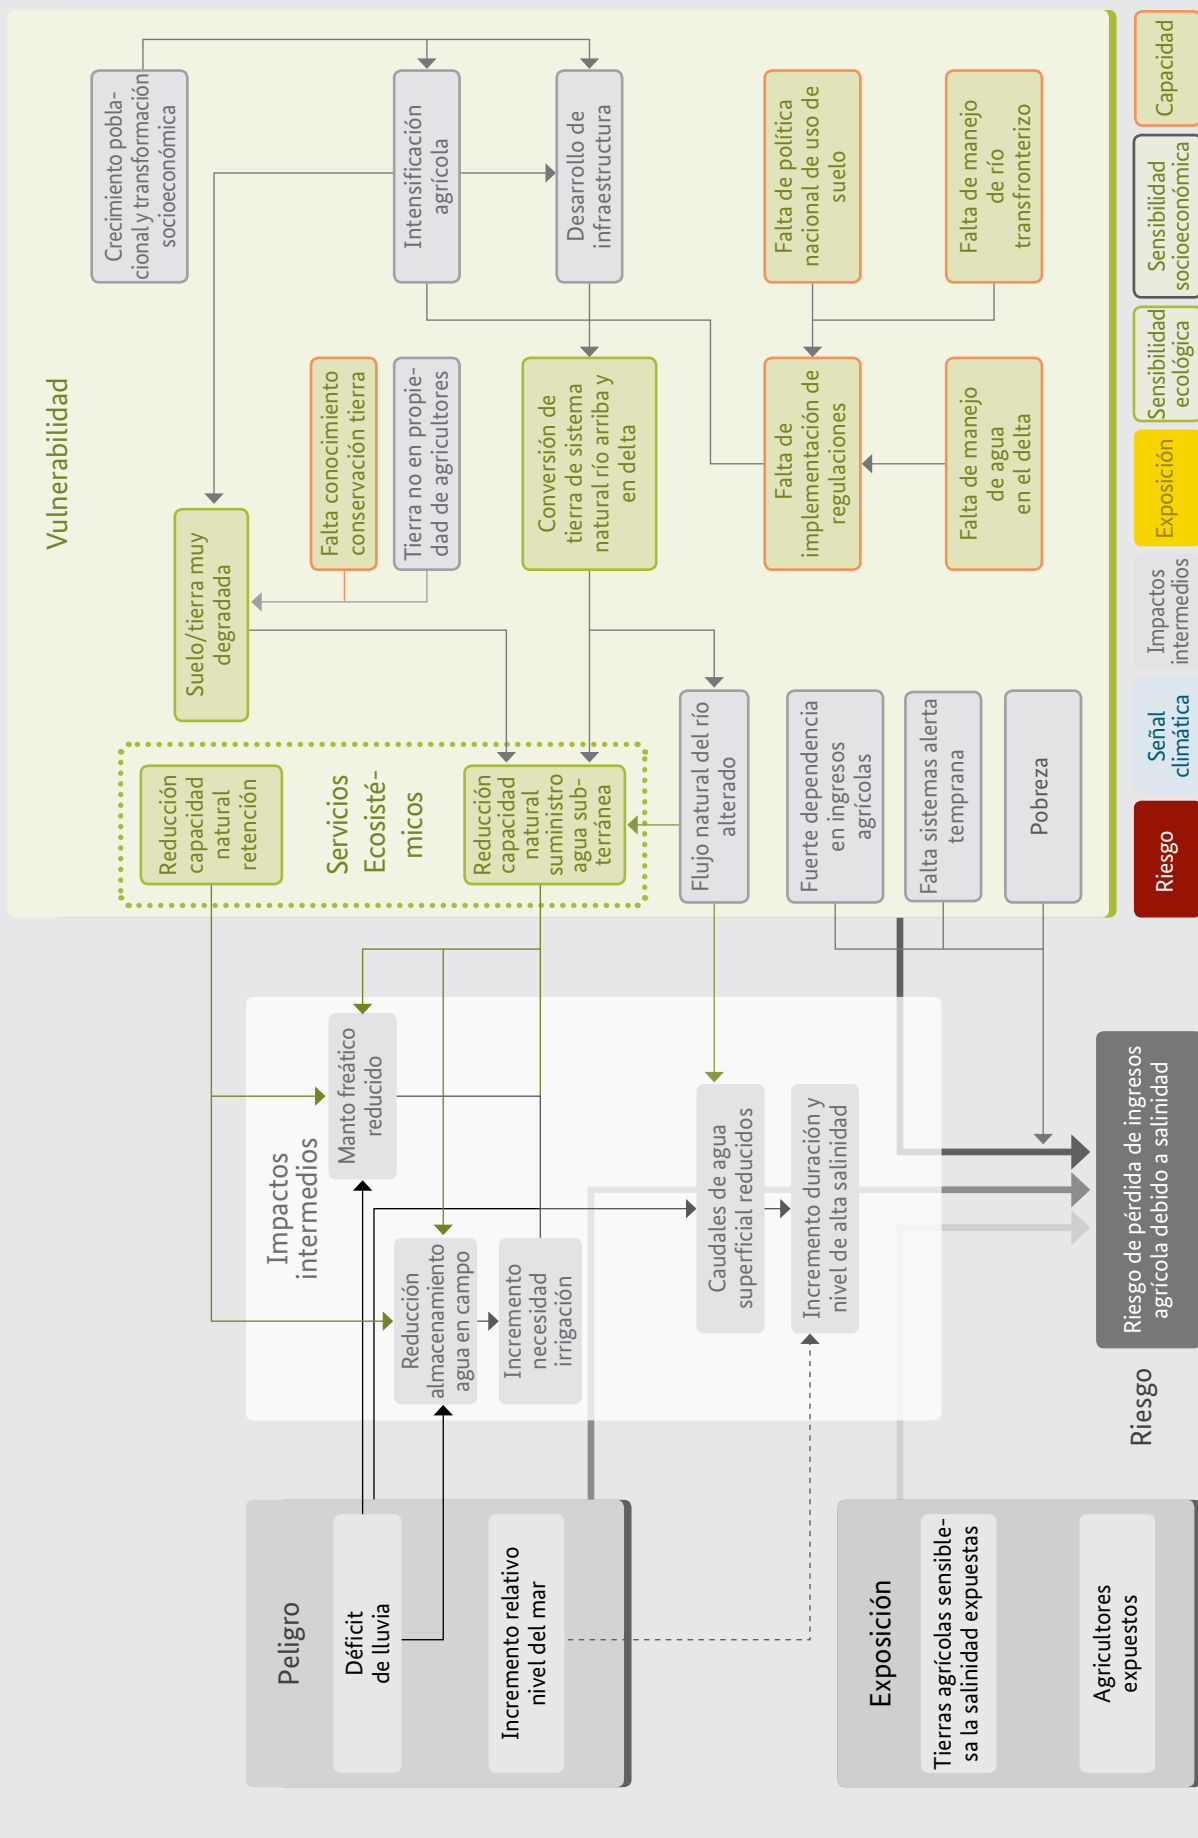 Peligro
Déficit
de lluvia
Incremento relativo
nivel del mar
Exposición
Tierras agrícolas sensible-
sa la salinidad expuestas
Agricultores
expuestos
Impactos
intermedios
Manto freático
reducido
Reducción
almacenamiento
agua en campo
Incremento
necesidad
irrigación
Caudales de agua
superficial reducidos
Incremento duración y
nivel de alta salinidad
Riesgo
Riesgo de pérdida de ingresos
agrícola debido a salinidad
Vulnerabilidad
Reducción
capacidad
natural
retención
Servicios
Ecosisté-
micos
Reducción
capacidad
natural
suministro
agua sub-
terránea
Flujo natural del río
alterado
Fuerte dependencia
en ingresos
agrícolas
Falta sistemas alerta
temprana
Pobreza
Suelo/tierra muy
degradada
Falta conocimiento
conservación tierra
Tierra no en propie-
dad de agricultores
Conversión de
tierra de sistema
natural río arriba y
en delta
Falta de
implementación de
regulaciones
Falta de manejo
de agua
en el delta
Crecimiento pobla-
cional y transformación
socioeconómica
Intensificación
agrícola
Desarrollo de
infraestructura
Falta de política
nacional de uso de
suelo
Falta de manejo
de río
transfronterizo
Riesgo
Señal
climática
Impactos
intermedios
Exposición
Sensibilidad
ecológica
Sensibilidad
socioeconómica
Capacidad